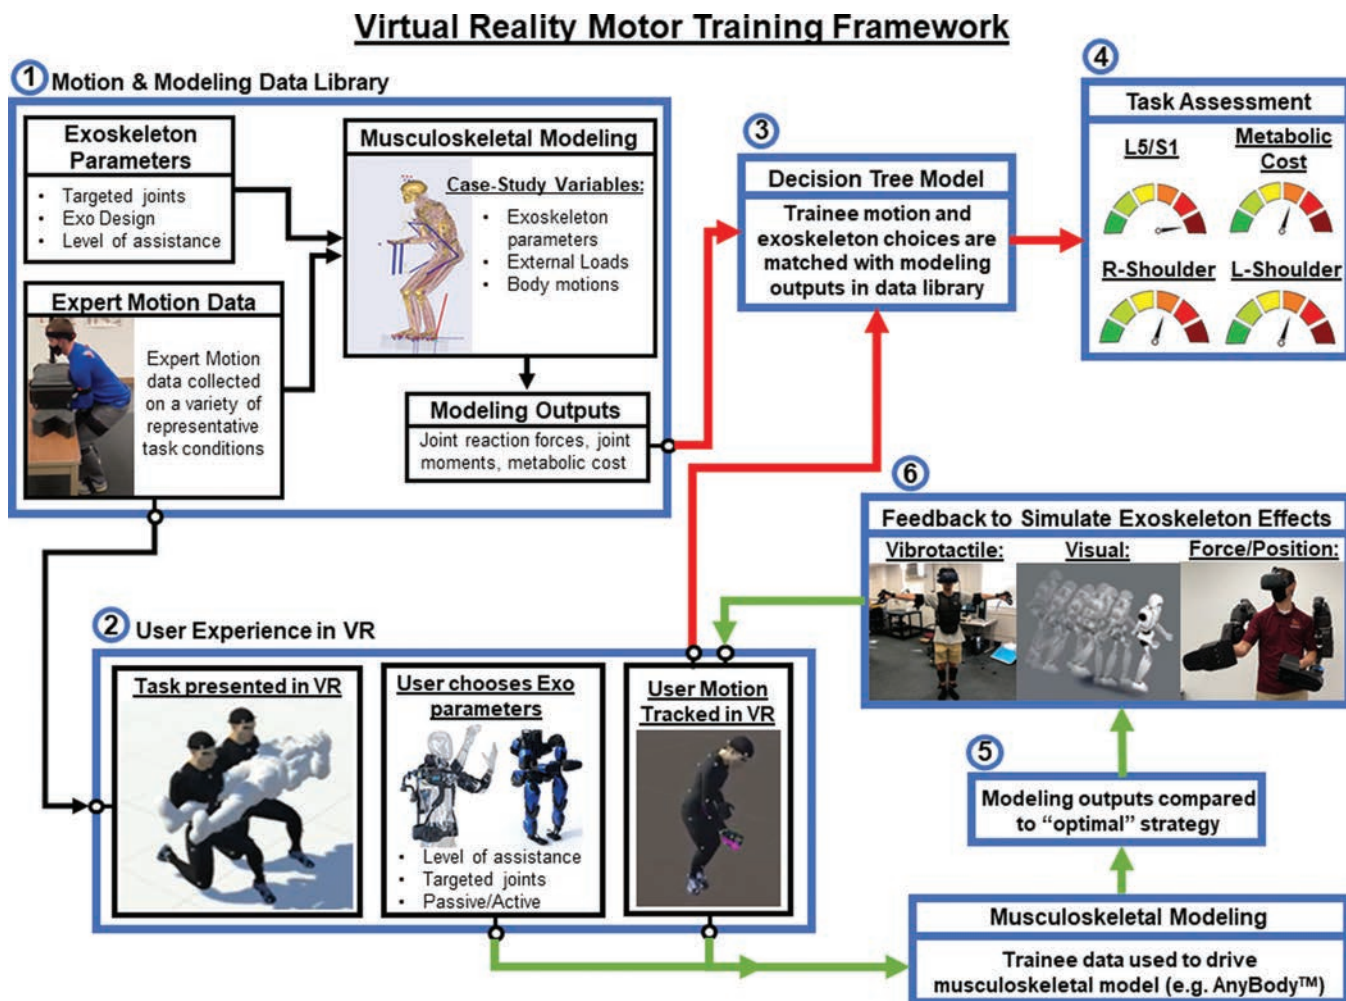 Virtual Reality Motor Training Framework
1 Motion & Modeling Data Library
Exoskeleton
Parameters
• Targeted joints
• Exo Design
• Level of assistance
Expert Motion Data
Expert Motion
data collected
on a variety of
representative
task conditions
Musculoskeletal Modeling
Case-Study Variables:
• Exoskeleton
parameters
• External Loads
• Body motions
Modeling Outputs
Joint reaction forces, joint
moments, metabolic cost
2 User Experience in VR
Task presented in VR
User chooses Exo
parameters
• Level of assistance
• Targeted joints
• Passive/Active
User Motion
Tracked in VR
3
Decision Tree Model
Trainee motion and
exoskeleton choices are
matched with modeling
outputs in data library
4
Task Assessment
L5/S1
Metabolic
Cost
R-Shoulder
L-Shoulder
6
Feedback to Simulate Exoskeleton Effects
Vibrotactile:
Visual:
Force/Position:
5
Modeling outputs compared
to “optimal” strategy
Musculoskeletal Modeling
Trainee data used to drive
musculoskeletal model (e.g. AnyBody™)